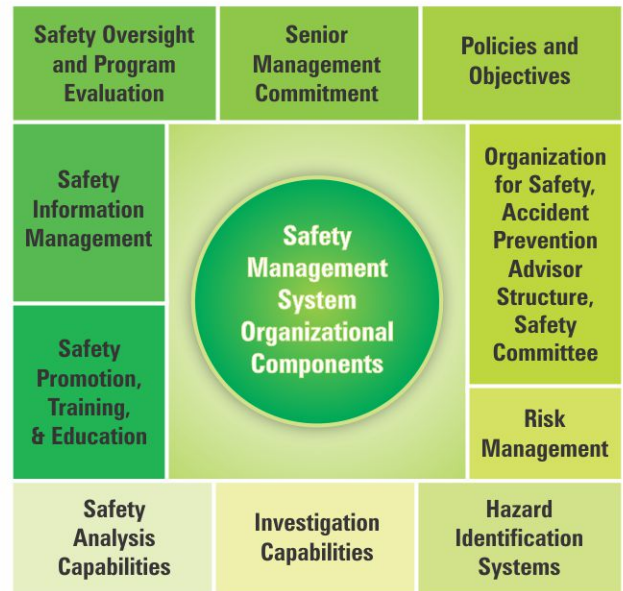 Safety Oversight
and Program
Evaluation
Senior
Management
Commitment
Policies and
Objectives
Safety
Information
Management
Safety
Management
System
Organizational
Components
Organization
for Safety,
Accident
Prevention
Advisor
Structure,
Safety
Committee
Safety
Promotion,
Training,
& Education
Risk
Management
Safety
Analysis
Capabilities
Investigation
Capabilities
Hazard
Identification
Systems